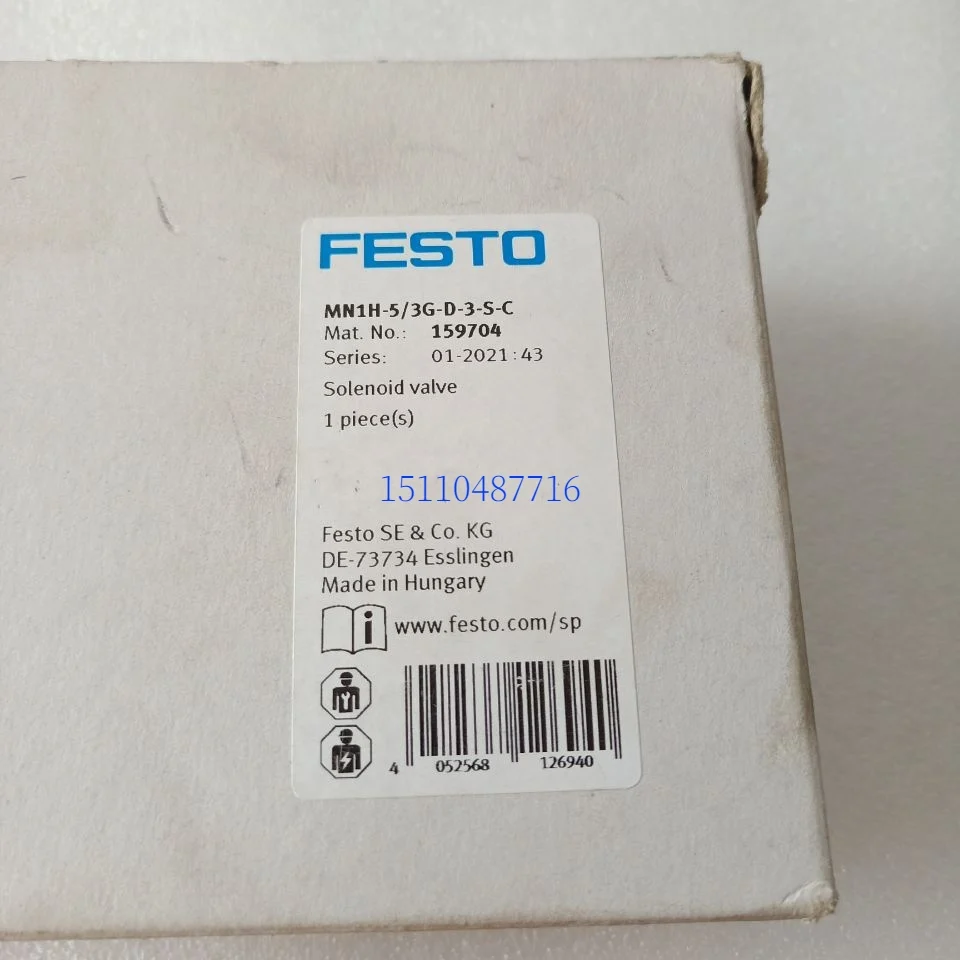 FESTO
MN1H-5/3G-D-3-S-C
Mat. No.: 159704
Series: 01-2021:43
Solenoid valve
1 piece(s)
15110487716
Festo SE & Co. KG
DE-73734 Esslingen
Made in Hungary
i www.festo.com/sp
4 052568 126940